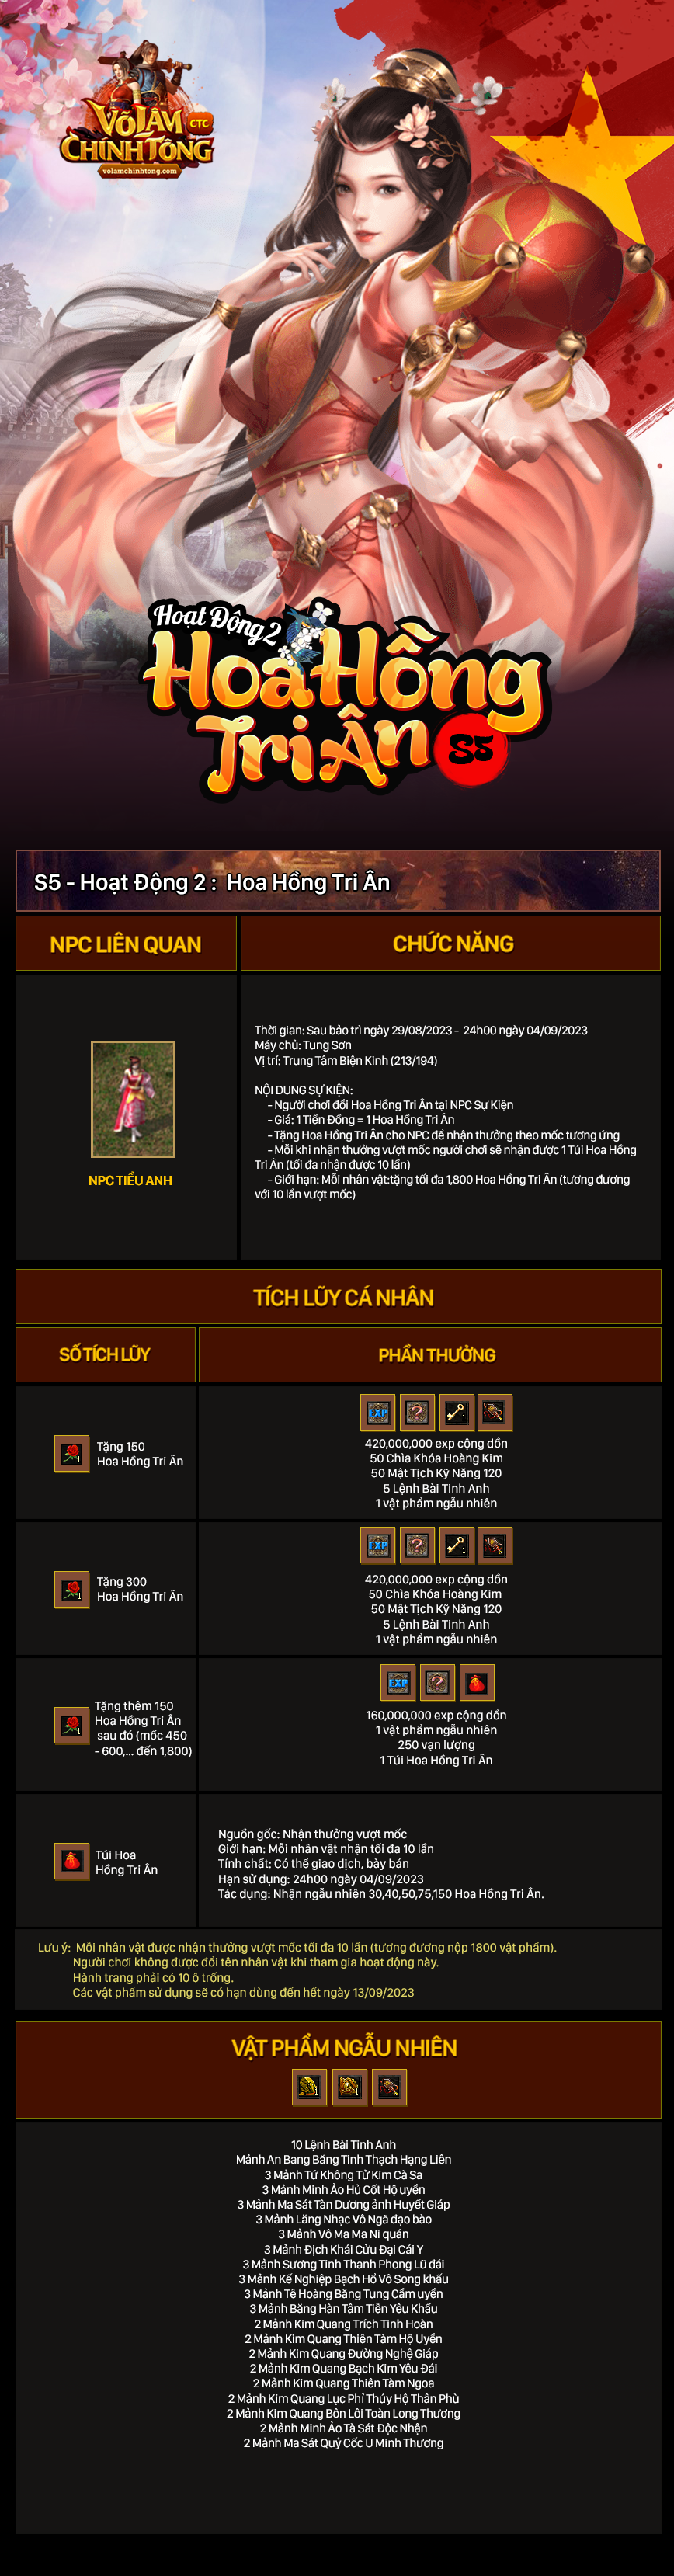 VÕ LÂM
CTC
CHINH TÔNG
volamchinhtong.com
Hoạt Động 2
Hoa Hồng
Tri Ân
S5
S5 - Hoạt Động 2 : Hoa Hồng Tri Ân
NPC LIÊN QUAN
CHỨC NĂNG
Thời gian: Sau bảo trì ngày 29/08/2023 - 24h00 ngày 04/09/2023
Máy chủ: Tung Sơn
Vị trí: Trung Tâm Biện Kinh (213/194)
NỘI DUNG SỰ KIỆN:
- Người chơi đổi Hoa Hồng Tri Ân tại NPC Sự Kiện
- Giá: 1 Tiền Đồng = 1 Hoa Hồng Tri Ân
- Tặng Hoa Hồng Tri Ân cho NPC để nhận thưởng theo mốc tương ứng
- Mỗi khi nhận thưởng vượt mốc người chơi sẽ nhận được 1 Túi Hoa Hồng
Tri Ân (tối đa nhận được 10 lần)
- Giới hạn: Mỗi nhân vật:tặng tối đa 1,800 Hoa Hồng Tri Ân (tương đương
với 10 lần vượt mốc)
NPC TIỂU ANH
TÍCH LŨY CÁ NHÂN
SỐ TÍCH LŨY
PHẦN THƯỞNG
Tặng 150
Hoa Hồng Tri Ân
420,000,000 exp cộng dồn
50 Chìa Khóa Hoàng Kim
50 Mật Tịch Kỹ Năng 120
5 Lệnh Bài Tinh Anh
1 vật phẩm ngẫu nhiên
Tặng 300
Hoa Hồng Tri Ân
420,000,000 exp cộng dồn
50 Chìa Khóa Hoàng Kim
50 Mật Tịch Kỹ Năng 120
5 Lệnh Bài Tinh Anh
1 vật phẩm ngẫu nhiên
Tặng thêm 150
Hoa Hồng Tri Ân
sau đó (mốc 450
- 600,... đến 1,800)
160,000,000 exp cộng dồn
1 vật phẩm ngẫu nhiên
250 vạn lượng
1 Túi Hoa Hồng Tri Ân
Túi Hoa
Hồng Tri Ân
Nguồn gốc: Nhận thưởng vượt mốc
Giới hạn: Mỗi nhân vật nhận tối đa 10 lần
Tính chất: Có thể giao dịch, bày bán
Hạn sử dụng: 24h00 ngày 04/09/2023
Tác dụng: Nhận ngẫu nhiên 30,40,50,75,150 Hoa Hồng Tri Ân.
Lưu ý: Mỗi nhân vật được nhận thưởng vượt mốc tối đa 10 lần (tương đương nộp 1800 vật phẩm).
Người chơi không được đổi tên nhân vật khi tham gia hoạt động này.
Hành trang phải có 10 ô trống.
Các vật phẩm sử dụng sẽ có hạn dùng đến hết ngày 13/09/2023
VẬT PHẨM NGẪU NHIÊN
10 Lệnh Bài Tinh Anh
Mảnh An Bang Băng Tinh Thạch Hạng Liên
3 Mảnh Tứ Không Tử Kim Cà Sa
3 Mảnh Minh Ảo Hủ Cốt Hộ uyển
3 Mảnh Ma Sát Tàn Dương ảnh Huyết Giáp
3 Mảnh Lăng Nhạc Vô Ngã đạo bào
3 Mảnh Vô Ma Ma Ni quán
3 Mảnh Địch Khái Cửu Đại Cái Y
3 Mảnh Sương Tinh Thanh Phong Lũ đái
3 Mảnh Kế Nghiệp Bạch Hổ Vô Song khấu
3 Mảnh Tê Hoàng Băng Tung Cẩm uyển
3 Mảnh Băng Hàn Tâm Tiễn Yêu Khấu
2 Mảnh Kim Quang Trích Tinh Hoàn
2 Mảnh Kim Quang Thiên Tàm Hộ Uyển
2 Mảnh Kim Quang Đường Nghệ Giáp
2 Mảnh Kim Quang Bạch Kim Yêu Đái
2 Mảnh Kim Quang Thiên Tàm Ngoa
2 Mảnh Kim Quang Lục Phỉ Thúy Hộ Thân Phù
2 Mảnh Kim Quang Bôn Lôi Toàn Long Thương
2 Mảnh Minh Ảo Tà Sát Độc Nhận
2 Mảnh Ma Sát Quỷ Cốc U Minh Thương